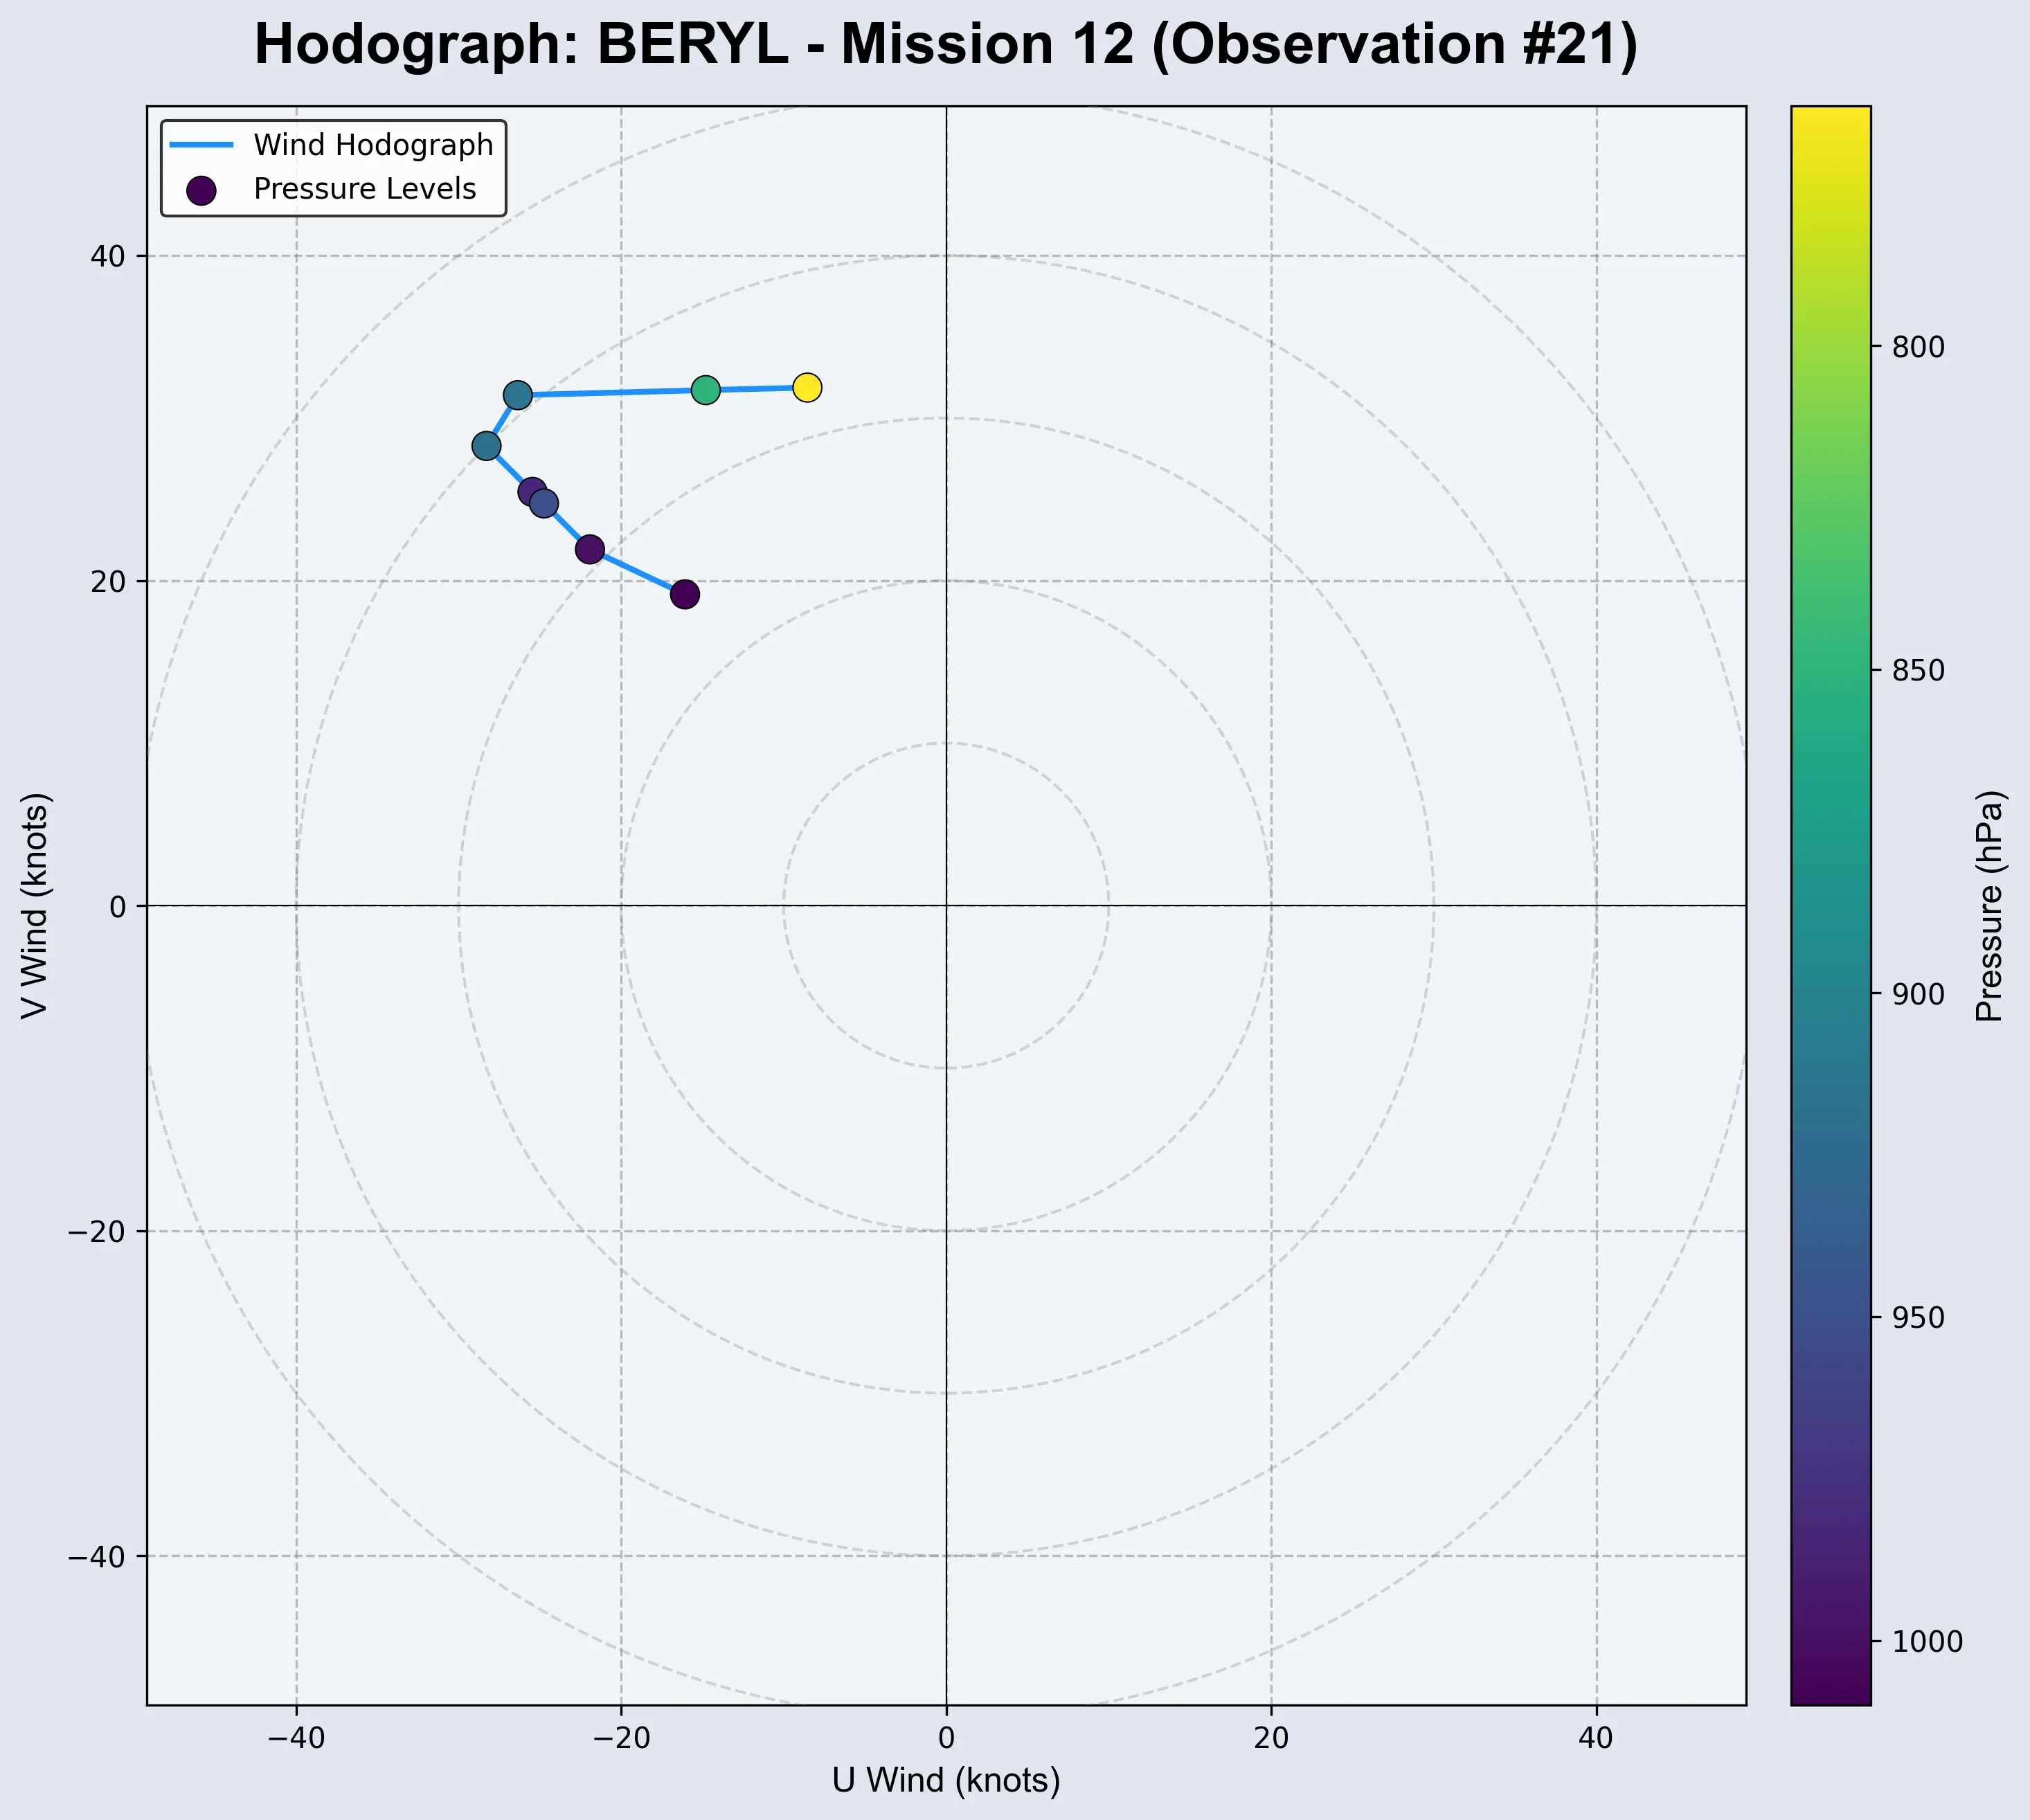 Hodograph: BERYL - Mission 12 (Observation #21)
Wind Hodograph
Pressure Levels
40
20
0
−20
−40
V Wind (knots)
−40
−20
0
20
40
U Wind (knots)
800
850
900
950
1000
Pressure (hPa)